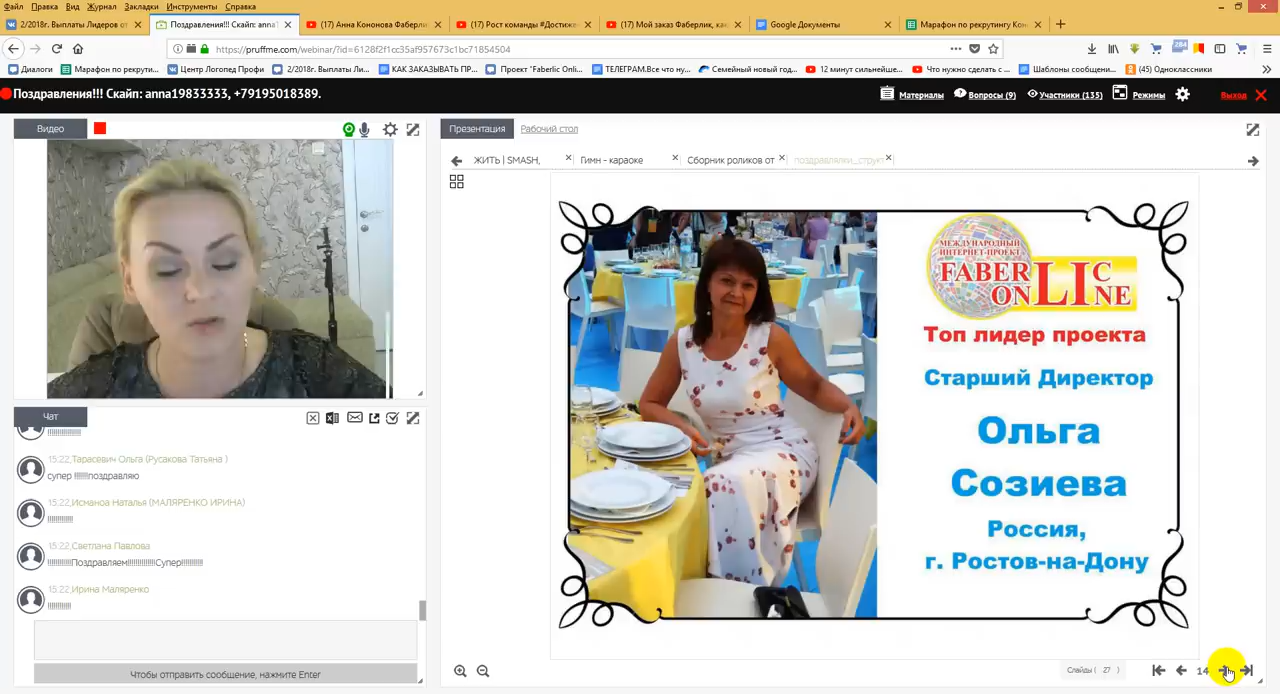 Файл Правка Вид Журнал Закладки Инструменты Справка
2/2018г. Выплаты Лидеров от
Поздравления!!! Скайп: anna1
(17) Анна Кононова Фаберли
(17) Рост команды #Достиже
(17) Мой заказ Фаберлик, как
Google Документы
Марафон по рекрутингу Кон
https://pruffme.com/webinar/?id=6128f2f1cc35af957673c1bc71854504
284
Диалоги
Марафон по рекрути...
Центр Логопед Профи
2/2018г. Выплаты Ли...
КАК ЗАКАЗЫВАТЬ ПР...
Проект "Faberlic Onli...
ТЕЛЕГРАМ.Все что ну...
Семейный новый год...
12 минут сильнейше...
Что нужно сделать с ...
Шаблоны сообщени...
(45) Одноклассники
Поздравления!!! Скайп: anna19833333, +79195018389.
Материалы
Вопросы (9)
Участники (135)
Режимы
Выход
Видео
Презентация
Рабочий стол
ЖИТЬ | SMASH,
Гимн - караоке
Сборник роликов от
поздравлялки_структ
МЕЖДУНАРОДНЫЙ
ИНТЕРНЕТ-ПРОЕКТ
FABERLIC
ONLINE
Топ лидер проекта
Старший Директор
Ольга
Созиева
Россия,
г. Ростов-на-Дону
Чат
!!!!!!!!!!!!!!!!!
15:22,Тарасевич Ольга (Русакова Татьяна )
супер !!!!!!!поздравляю
15:22,Исманоа Наталья (МАЛЯРЕНКО ИРИНА)
!!!!!!!!!!!!!
15:22,Светлана Павлова
!!!!!!!!!!!Поздравляем!!!!!!!!!!!!!Супер!!!!!!!!!!!
15:22,Ирина Маляренко
!!!!!!!!!!!!
Чтобы отправить сообщение, нажмите Enter
Слайды ( 27 )
14